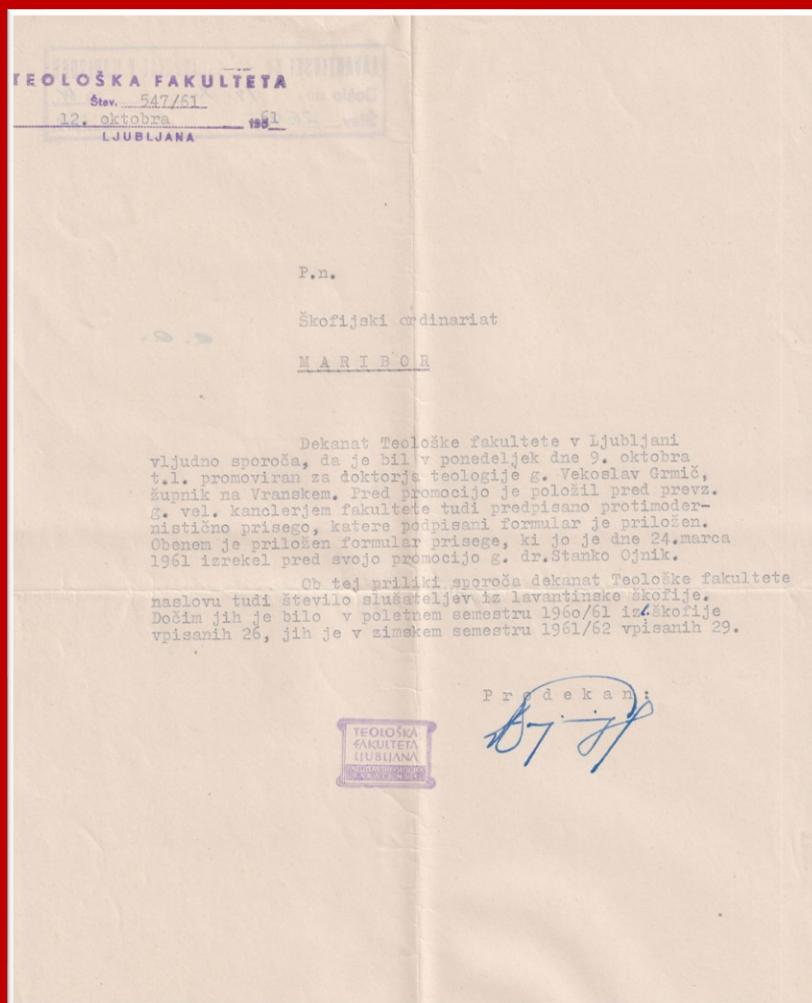 TEOLOŠKA FAKULTETA
Štev. 547/61
12. oktobra 1961
LJUBLJANA
P.n.
Škofijski ordinariat
MARIBOR
Dekanat Teološke fakultete v Ljubljani
vljudno sporoča, da je bil v ponedeljek dne 9. oktobra
t.l. promoviran za doktorja teologije g. Vekoslav Grmič,
župnik na Vranskem. Pred promocijo je položil pred prevz.
g. vel. kanclerjem fakultete tudi predpisano protimoder-
nistično prisego, katere podpisani formular je priložen.
Obenem je priložen formular prisege, ki jo je dne 24.marca
1961 izrekel pred svojo promocijo g. dr.Stanko Ojnik.
Ob tej priliki sporoča dekanat Teološke fakultete
naslovu tudi število slušateljev iz lavantinske škofije.
Dočim jih je bilo v poletnem semestru 1960/61 iz l.škofije
vpisanih 26, jih je v zimskem semestru 1961/62 vpisanih 29.
Prodekan:
TEOLOŠKA
FAKULTETA
LJUBLJANA